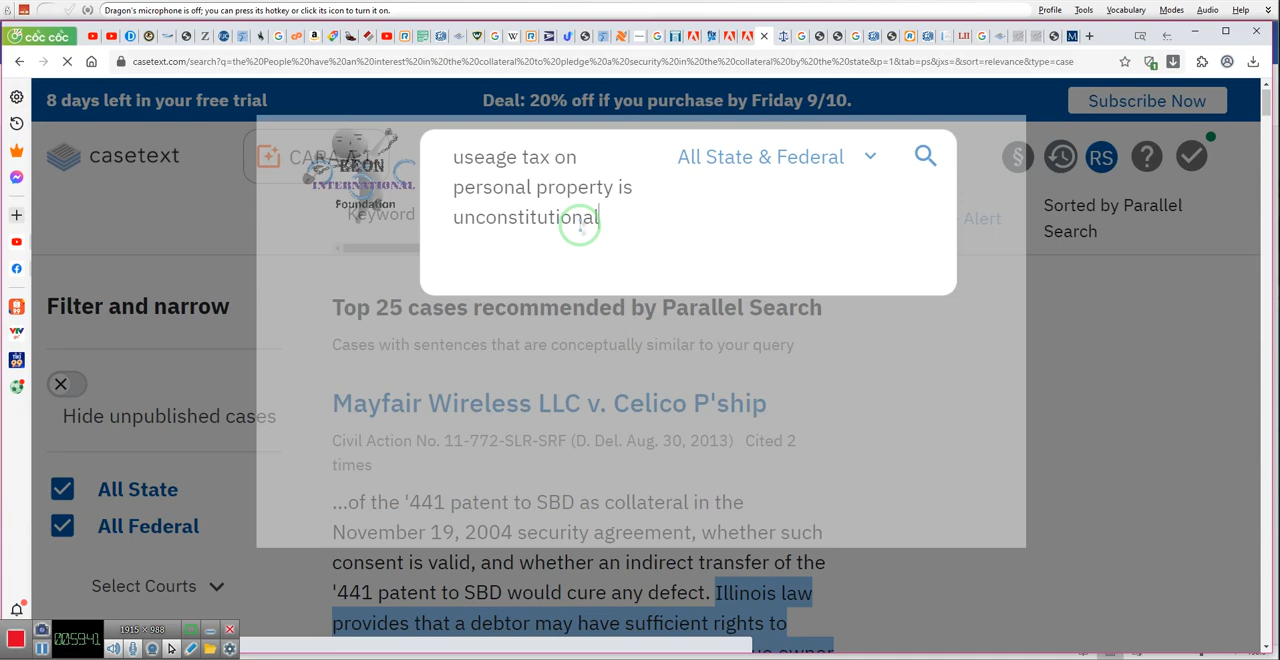 Dragon's microphone is off; you can press its hotkey or click its icon to turn it on.
Profile Tools Vocabulary Modes Audio Help
cốc cốc
casetext.com/search?q=the%20People%20have%20an%20interest%20in%20the%20collateral%20to%20pledge%20a%20security%20in%20the%20collateral%20by%20the%20state&p=1&tab=ps&jxs=&sort=relevance&type=case
8 days left in your free trial
Deal: 20% off if you purchase by Friday 9/10.
Subscribe Now
casetext
CARA A.I.
useage tax on
personal property is
unconstitutional
All State & Federal
RS
INTERNATIONAL
Foundation
Keyword
Alert
Sorted by Parallel
Search
Filter and narrow
Hide unpublished cases
All State
All Federal
Select Courts
Top 25 cases recommended by Parallel Search
Cases with sentences that are conceptually similar to your query
Mayfair Wireless LLC v. Celico P'ship
Civil Action No. 11-772-SLR-SRF (D. Del. Aug. 30, 2013) Cited 2
times
...of the '441 patent to SBD as collateral in the
November 19, 2004 security agreement, whether such
consent is valid, and whether an indirect transfer of the
'441 patent to SBD would cure any defect. Illinois law
provides that a debtor may have sufficient rights to
1915 × 988